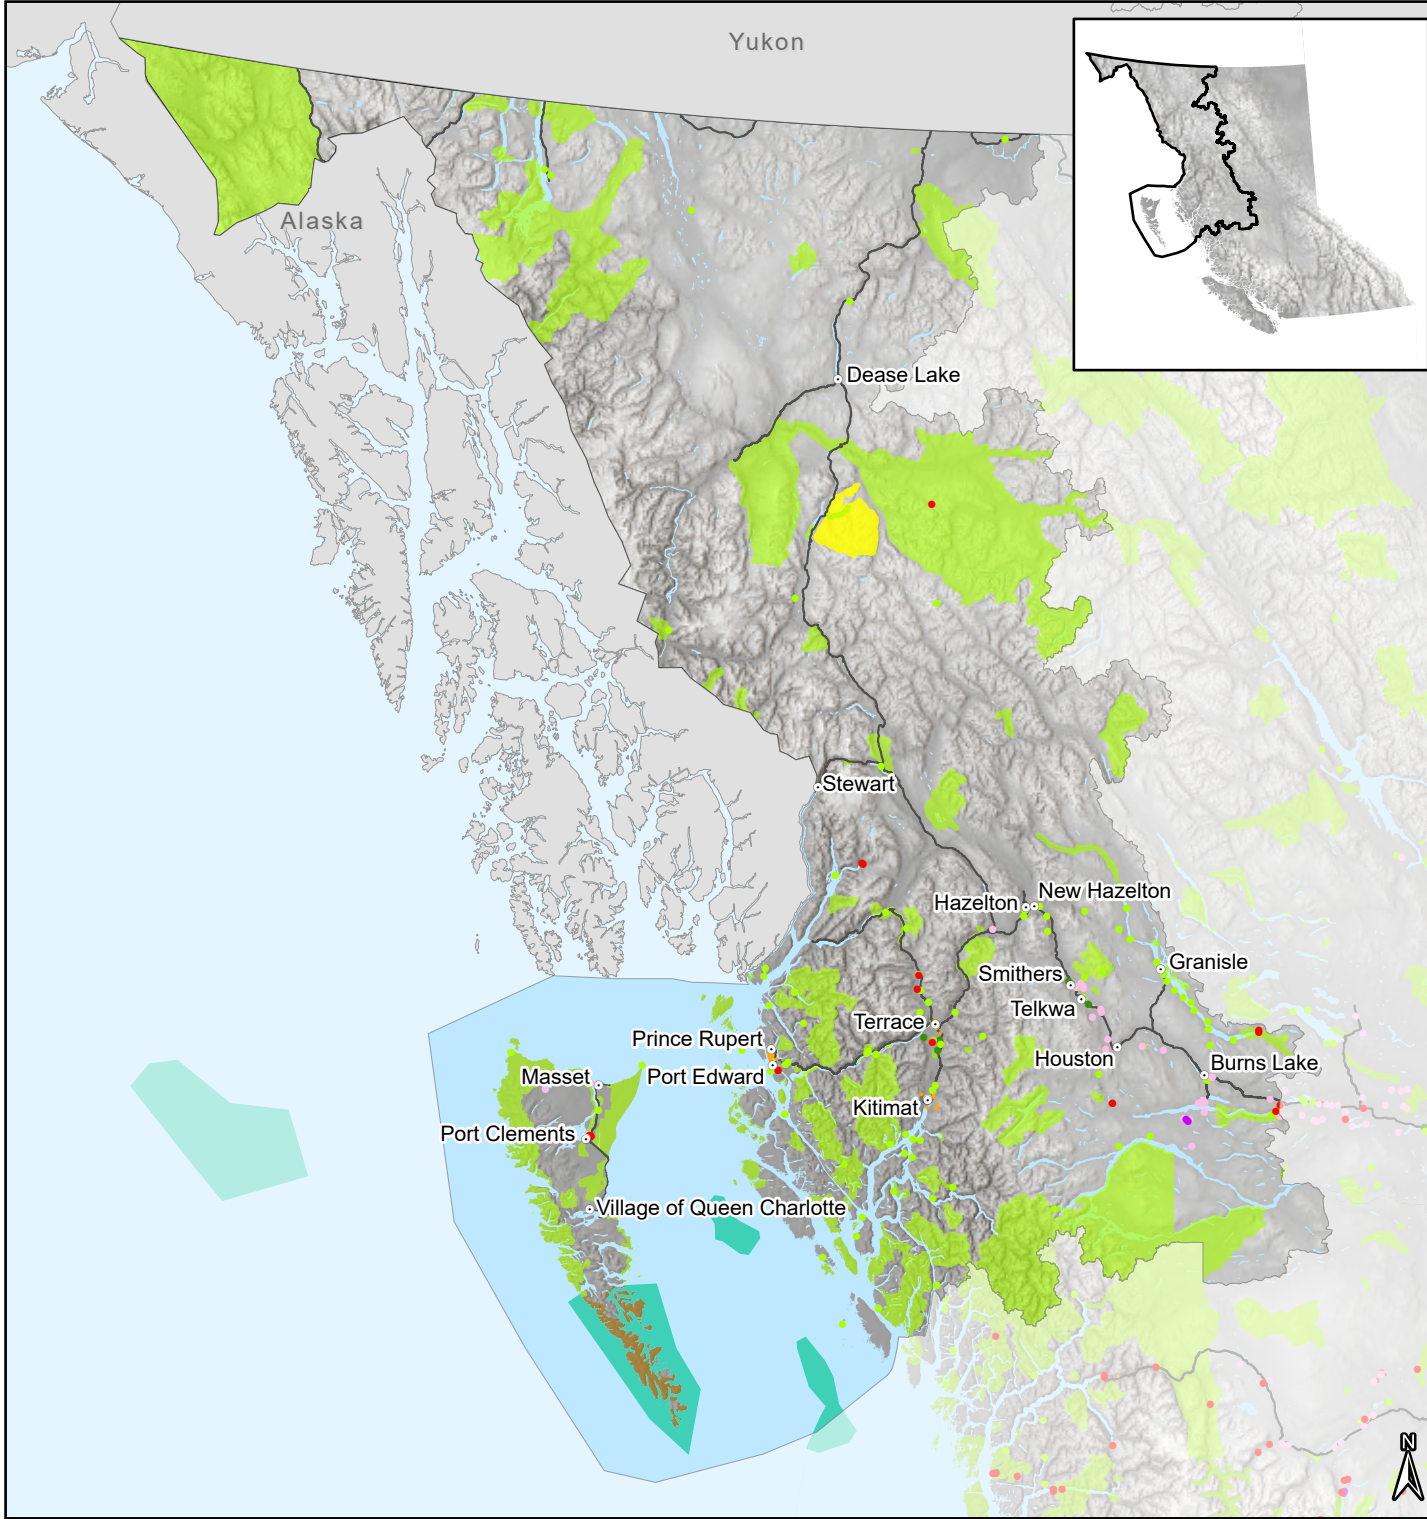 Yukon
Alaska
Dease Lake
Stewart
Hazelton
New Hazelton
Smithers
Granisle
Telkwa
Terrace
Prince Rupert
Houston
Burns Lake
Masset
Port Edward
Kitimat
Port Clements
Village of Queen Charlotte
N